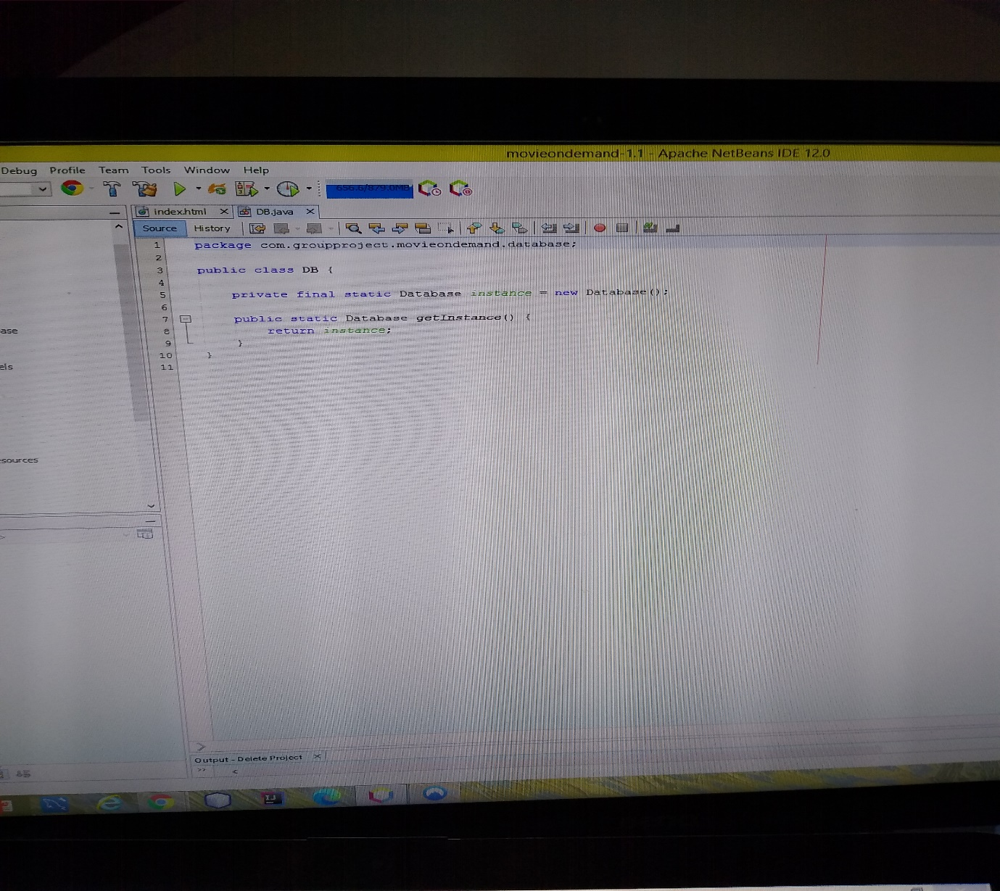 movieondemand-1.1 - Apache NetBeans IDE 12.0
Debug Profile Team Tools Window Help
656.6/879.0MB
index.html DB.java
Source History
1 package com.groupproject.movieondemand.database;
2
3 public class DB {
4
5 private final static Database instance = new Database();
6
7 public static Database getInstance() {
8 return instance;
9 }
10 }
11
ase
els
sources
Output - Delete Project